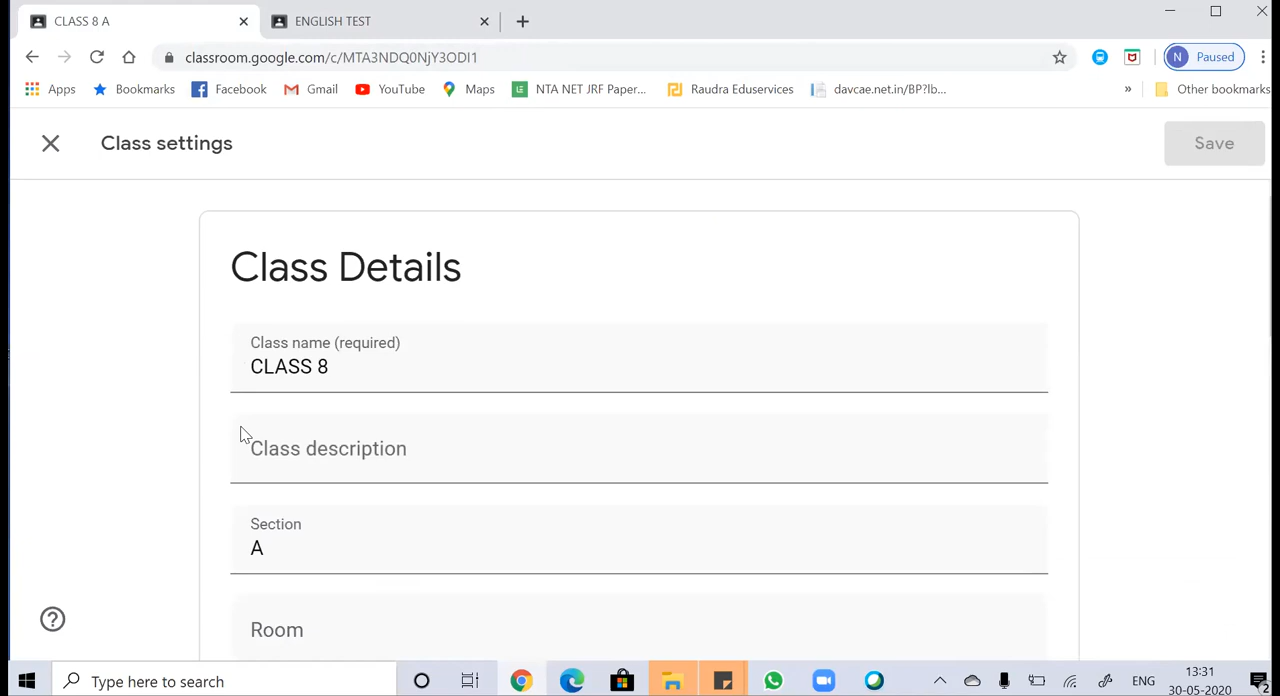 CLASS 8 A
ENGLISH TEST
classroom.google.com/c/MTA3NDQ0NjY3ODI1
N Paused
Apps Bookmarks Facebook Gmail YouTube Maps NTA NET JRF Paper... Raudra Eduservices davcae.net.in/BP?lb... » Other bookmarks
Class settings
Save
Class Details
Class name (required)
CLASS 8
Class description
Section
A
Room
Type here to search
ENG
13:31
30-05-2020
2